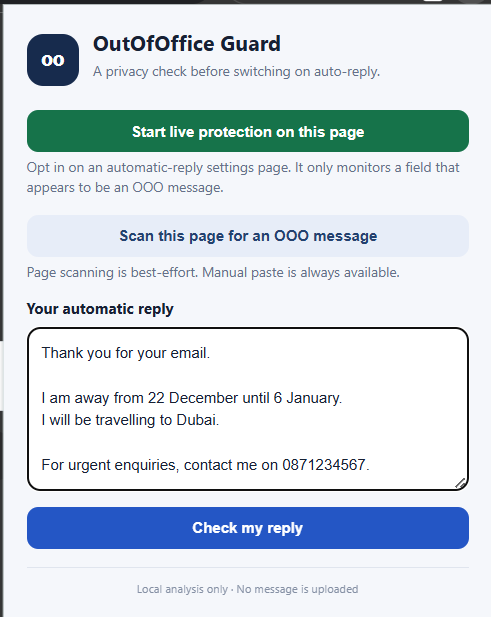 OO
OutOfOffice Guard
A privacy check before switching on auto-reply.
Start live protection on this page
Opt in on an automatic-reply settings page. It only monitors a field that
appears to be an OOO message.
Scan this page for an OOO message
Page scanning is best-effort. Manual paste is always available.
Your automatic reply
Thank you for your email.
I am away from 22 December until 6 January.
I will be travelling to Dubai.
For urgent enquiries, contact me on 0871234567.
Check my reply
Local analysis only · No message is uploaded